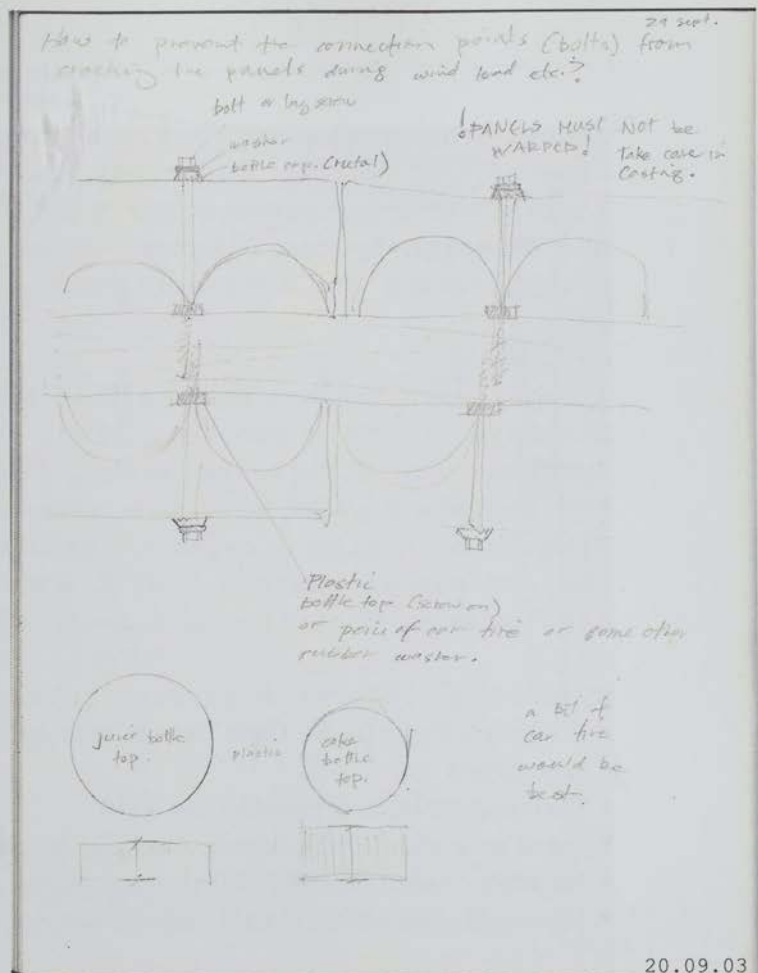 29 sept.
How to prevent the connection points (bolts) from
cracking the panels during wind load etc.?
bolt or lag screw
washer
bottle top. (metal)
!PANELS MUST NOT be
WARPED!
Take care in
Casting.
Plastic
bottle top (screw on)
or peice of car tire or some other
rubber washer.
juice bottle
top.
plastic
coke
bottle
top.
a bit of
car tire
would be
best.
20.09.03